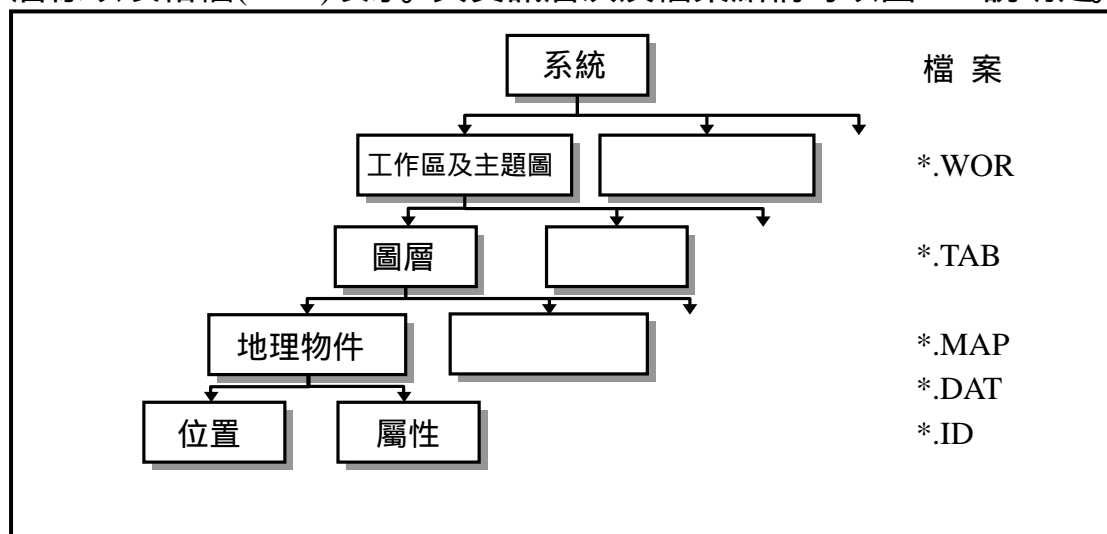 系統 檔 案
工作區及主題圖 *.WOR
圖層 *.TAB
地理物件 *.MAP
*.DAT
位置 屬性 *.ID